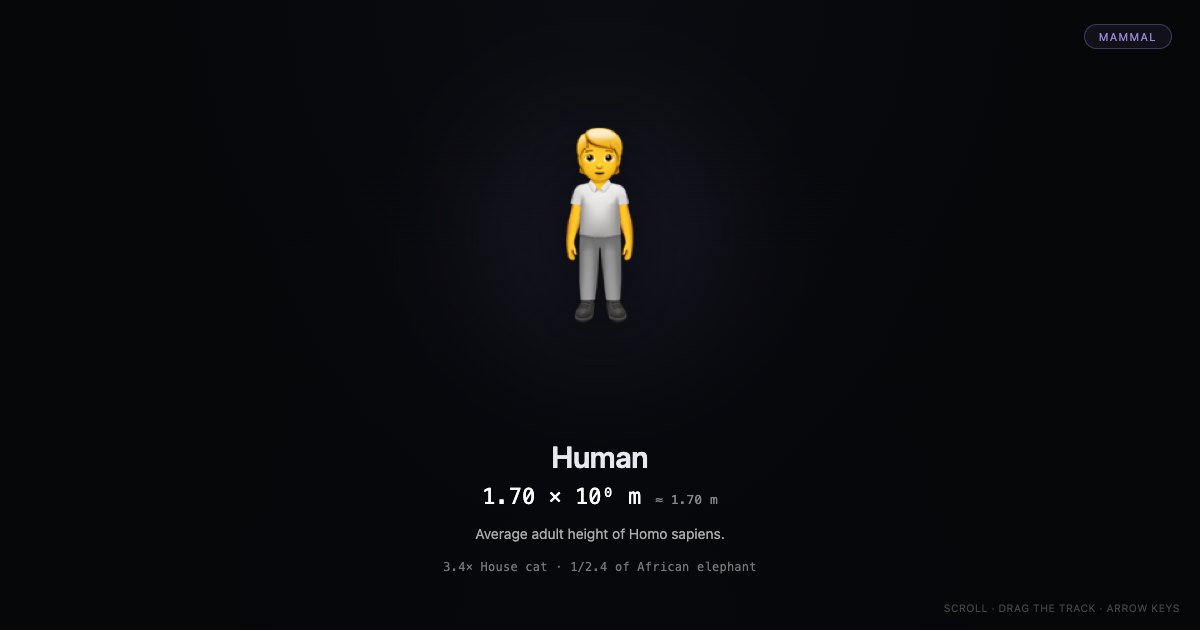 MAMMAL
Human
1.70 × 10⁰ m ≈ 1.70 m
Average adult height of Homo sapiens.
3.4× House cat · 1/2.4 of African elephant
SCROLL · DRAG THE TRACK · ARROW KEYS